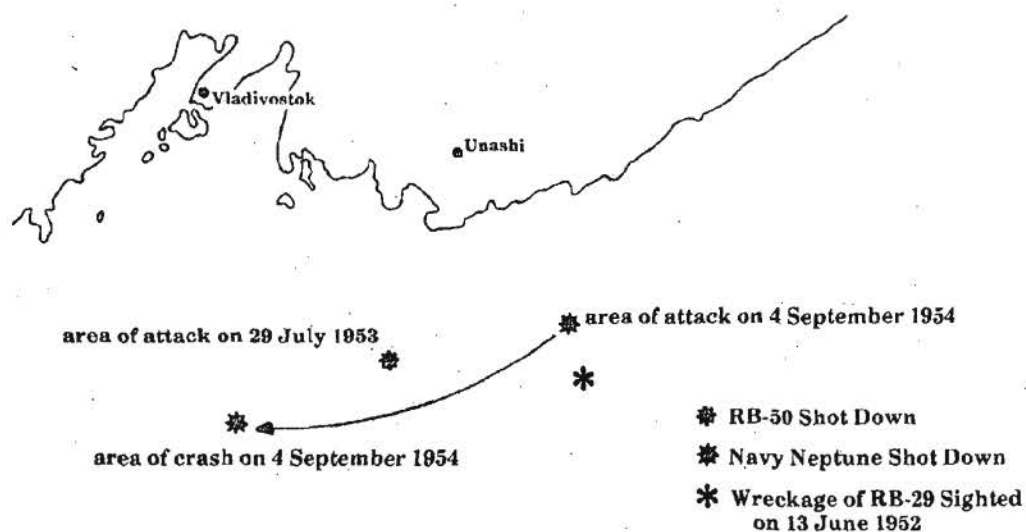 Vladivostok
Unashi
area of attack on 4 September 1954
area of attack on 29 July 1953
area of crash on 4 September 1954
RB-50 Shot Down
Navy Neptune Shot Down
Wreckage of RB-29 Sighted
on 13 June 1952